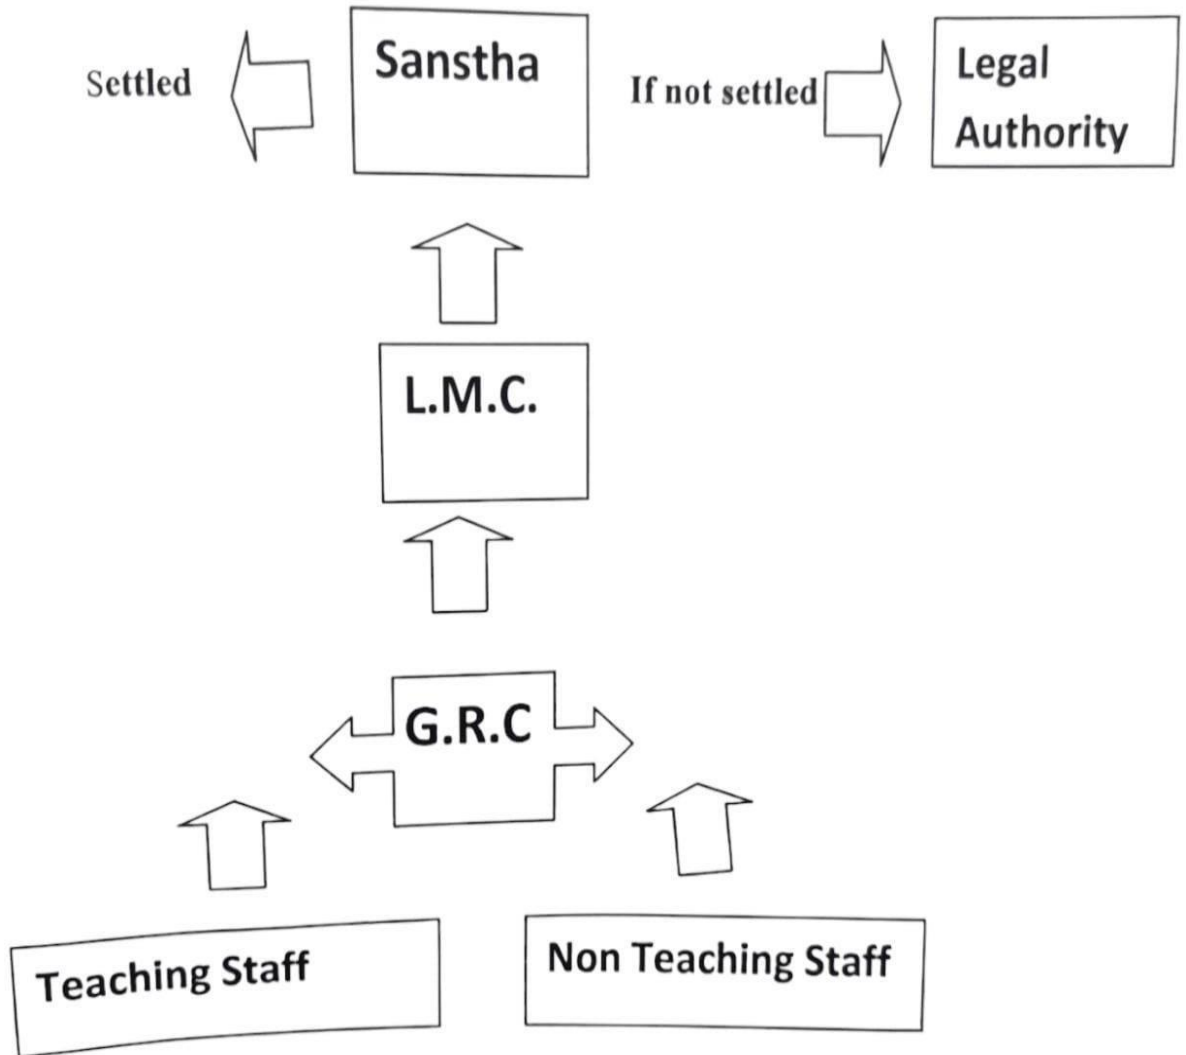 Settled
Sanstha
If not settled
Legal
Authority
L.M.C.
G.R.C
Teaching Staff
Non Teaching Staff